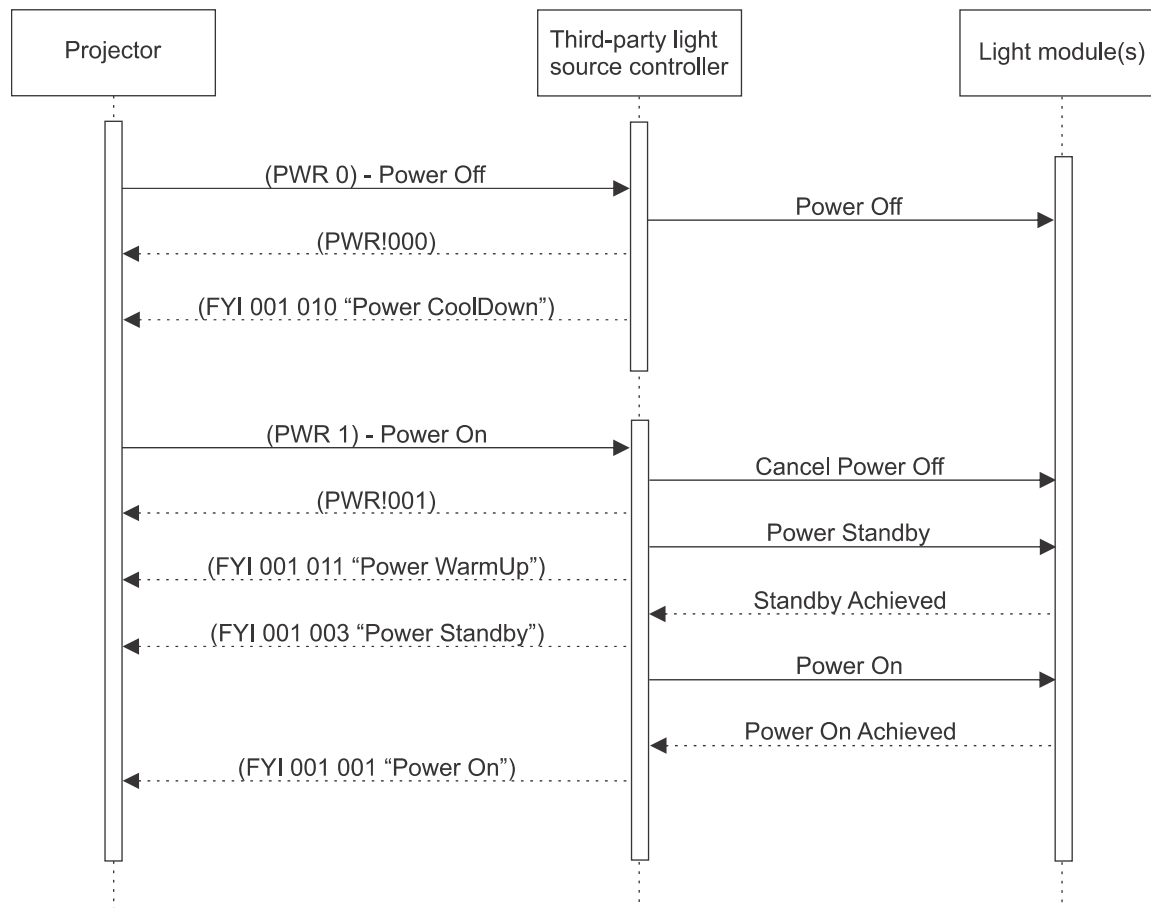 Projector
Third-party light
source controller
Light module(s)
(PWR 0) - Power Off
Power Off
(PWR!000)
(FYI 001 010 “Power CoolDown”)
(PWR 1) - Power On
Cancel Power Off
(PWR!001)
Power Standby
(FYI 001 011 “Power WarmUp”)
Standby Achieved
(FYI 001 003 “Power Standby”)
Power On
Power On Achieved
(FYI 001 001 “Power On”)